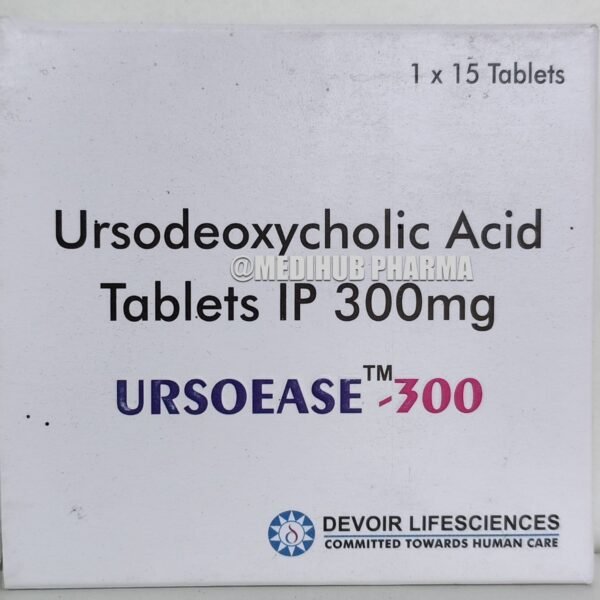 1 x 15 Tablets
Ursodeoxycholic Acid
@MEDIHUB PHARMA
Tablets IP 300mg
URSOEASE™-300
DEVOIR LIFESCIENCES
COMMITTED TOWARDS HUMAN CARE